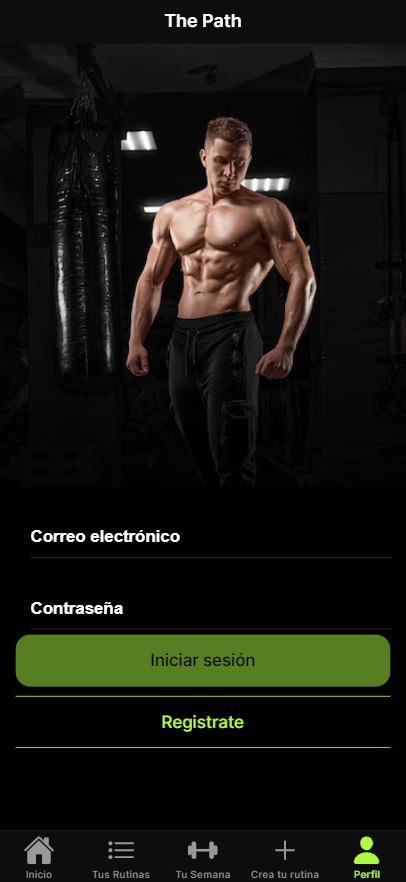 The Path
Correo electrónico
Contraseña
Iniciar sesión
Registrate
Inicio
Tus Rutinas
Tu Semana
Crea tu rutina
Perfil